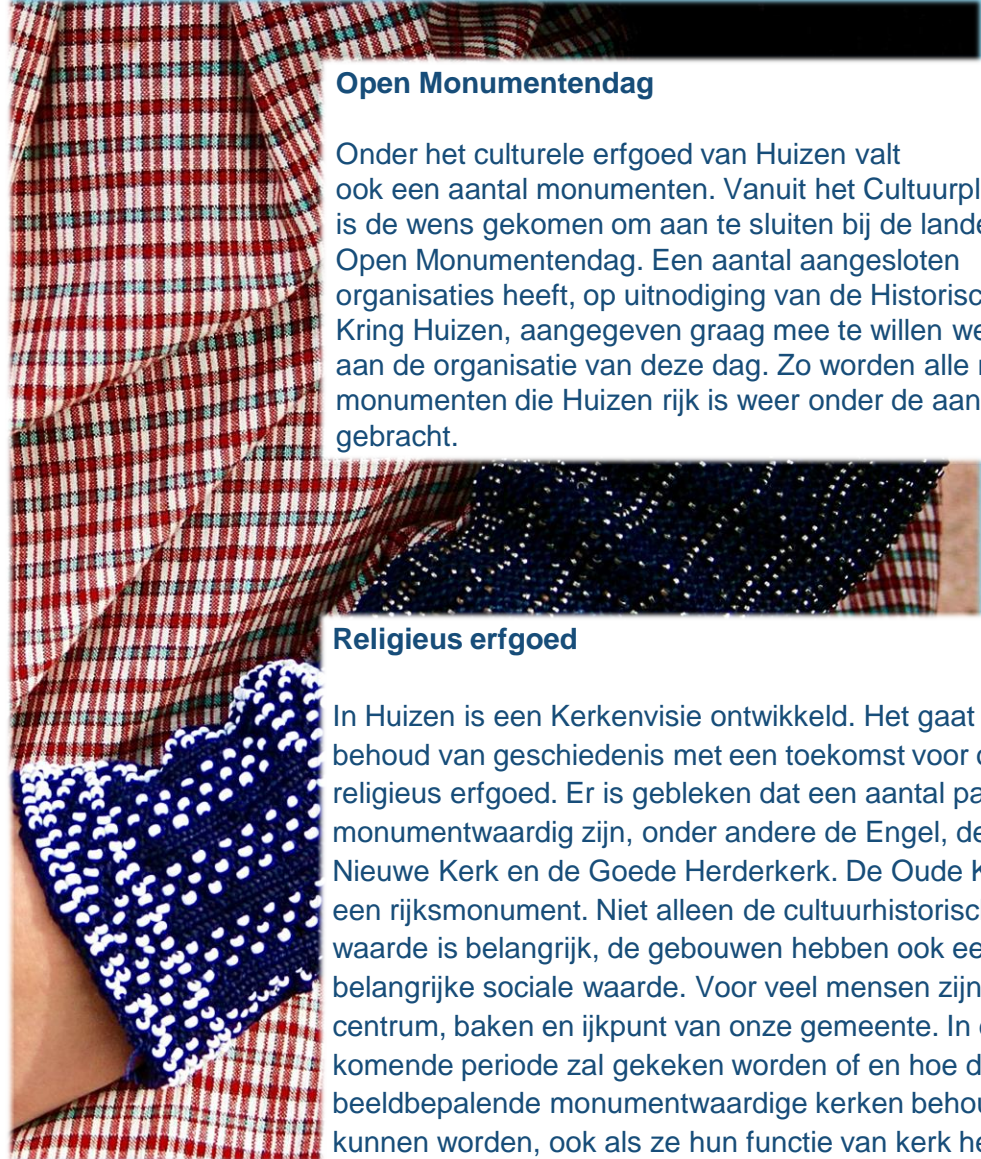 Open Monumentendag
Onder het culturele erfgoed van Huizen valt
ook een aantal monumenten. Vanuit het Cultuurpl
is de wens gekomen om aan te sluiten bij de lande
Open Monumentendag. Een aantal aangesloten
organisaties heeft, op uitnodiging van de Historisc
Kring Huizen, aangegeven graag mee te willen we
aan de organisatie van deze dag. Zo worden alle
monumenten die Huizen rijk is weer onder de aan
gebracht.
Religieus erfgoed
In Huizen is een Kerkenvisie ontwikkeld. Het gaat
behoud van geschiedenis met een toekomst voor
religieus erfgoed. Er is gebleken dat een aantal pa
monumentwaardig zijn, onder andere de Engel, de
Nieuwe Kerk en de Goede Herderkerk. De Oude K
een rijksmonument. Niet alleen de cultuurhistorisc
waarde is belangrijk, de gebouwen hebben ook ee
belangrijke sociale waarde. Voor veel mensen zijn
centrum, baken en ijkpunt van onze gemeente. In
komende periode zal gekeken worden of en hoe d
beeldbepalende monumentwaardige kerken behou
kunnen worden, ook als ze hun functie van kerk he